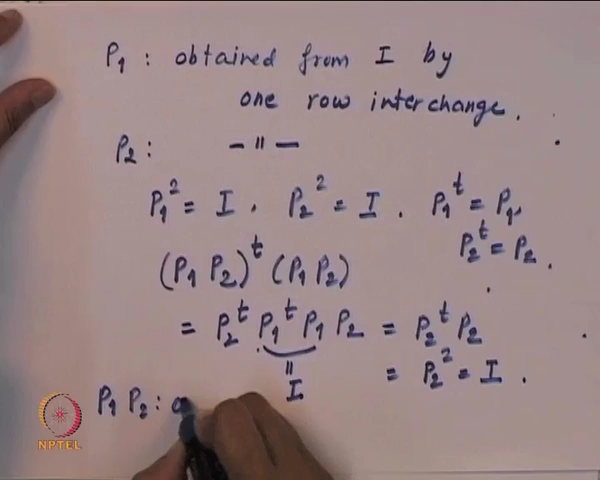 P₁ : obtained from I by
one row interchange.
P₂ : — " —
P₁² = I, P₂² = I. P₁ᵗ = P₁,
P₂ᵗ = P₂.
(P₁ P₂)ᵗ (P₁ P₂)
= P₂ᵗ P₁ᵗ P₁ P₂ = P₂ᵗ P₂
"
I
= P₂² = I.
P₁ P₂ :
NPTEL